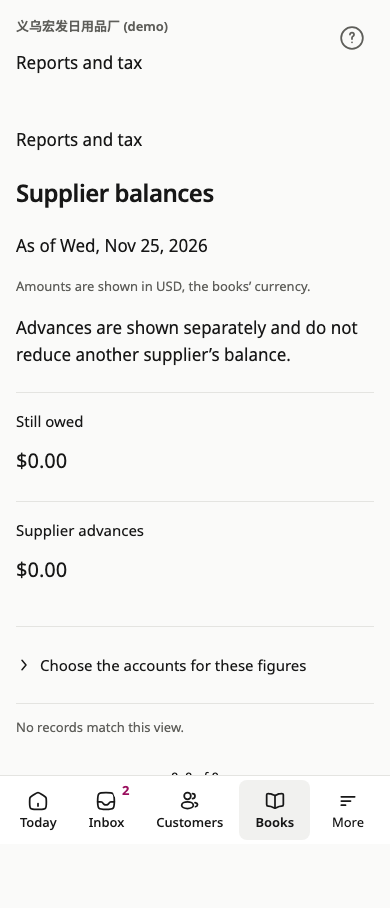 义乌宏发日用品厂 (demo)
Reports and tax
Reports and tax
Supplier balances
As of Wed, Nov 25, 2026
Amounts are shown in USD, the books’ currency.
Advances are shown separately and do not
reduce another supplier’s balance.
Still owed
$0.00
Supplier advances
$0.00
Choose the accounts for these figures
No records match this view.
2
Today
Inbox
Customers
Books
More